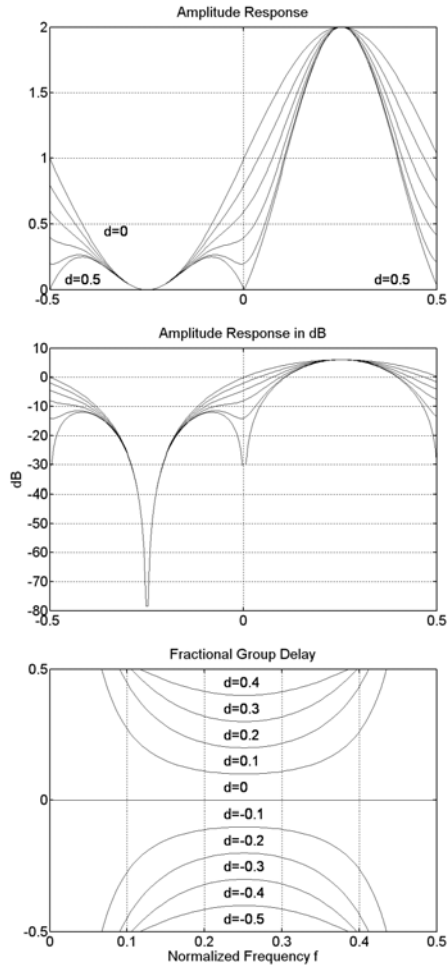 Amplitude Response
2
1.5
1
0.5
0
d=0
d=0.5
d=0.5
-0.5 0 0.5
Amplitude Response in dB
10
0
-10
-20
-30
-40
-50
-60
-70
-80
dB
-0.5 0 0.5
Fractional Group Delay
0.5
0
-0.5
d=0.4
d=0.3
d=0.2
d=0.1
d=0
d=-0.1
d=-0.2
d=-0.3
d=-0.4
d=-0.5
0 0.1 0.2 0.3 0.4 0.5
Normalized Frequency f